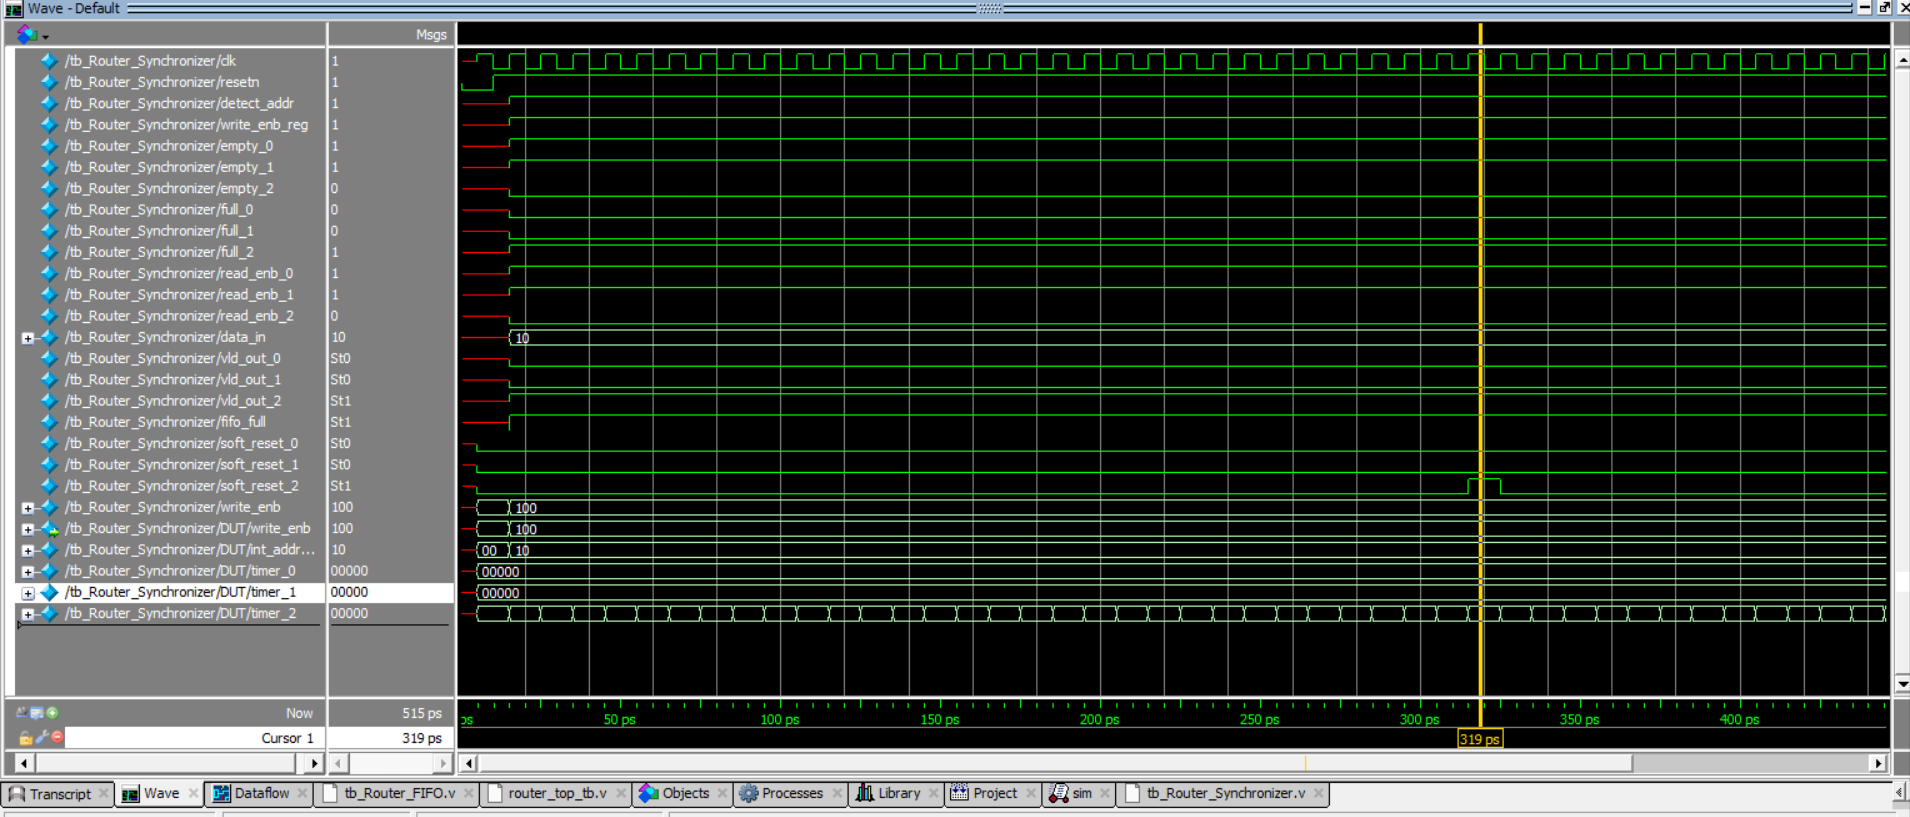 Wave - Default
Msgs
/tb_Router_Synchronizer/clk 1
/tb_Router_Synchronizer/resetn 1
/tb_Router_Synchronizer/detect_addr 1
/tb_Router_Synchronizer/write_enb_reg 1
/tb_Router_Synchronizer/empty_0 1
/tb_Router_Synchronizer/empty_1 1
/tb_Router_Synchronizer/empty_2 0
/tb_Router_Synchronizer/full_0 0
/tb_Router_Synchronizer/full_1 0
/tb_Router_Synchronizer/full_2 1
/tb_Router_Synchronizer/read_enb_0 1
/tb_Router_Synchronizer/read_enb_1 1
/tb_Router_Synchronizer/read_enb_2 0
/tb_Router_Synchronizer/data_in 10 10
/tb_Router_Synchronizer/vld_out_0 St0
/tb_Router_Synchronizer/vld_out_1 St0
/tb_Router_Synchronizer/vld_out_2 St1
/tb_Router_Synchronizer/fifo_full St1
/tb_Router_Synchronizer/soft_reset_0 St0
/tb_Router_Synchronizer/soft_reset_1 St0
/tb_Router_Synchronizer/soft_reset_2 St1
/tb_Router_Synchronizer/write_enb 100 100
/tb_Router_Synchronizer/DUT/write_enb 100 100
/tb_Router_Synchronizer/DUT/int_addr... 10 00 10
/tb_Router_Synchronizer/DUT/timer_0 00000 00000
/tb_Router_Synchronizer/DUT/timer_1 00000 00000
/tb_Router_Synchronizer/DUT/timer_2 00000
Now 515 ps ps 50 ps 100 ps 150 ps 200 ps 250 ps 300 ps 350 ps 400 ps
Cursor 1 319 ps 319 ps
Transcript Wave Dataflow tb_Router_FIFO.v router_top_tb.v Objects Processes Library Project sim tb_Router_Synchronizer.v